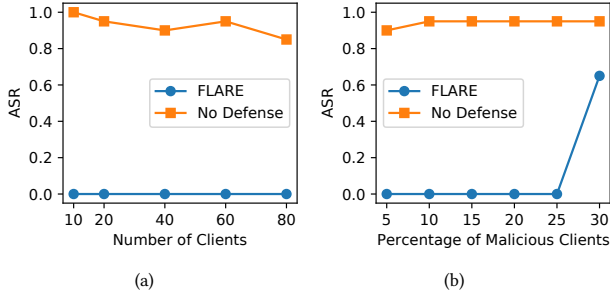 1.0
0.8
0.6
0.4
0.2
0.0
ASR
FLARE
No Defense
10 20 40 60 80
Number of Clients
(a)
1.0
0.8
0.6
0.4
0.2
0.0
ASR
FLARE
No Defense
5 10 15 20 25 30
Percentage of Malicious Clients
(b)